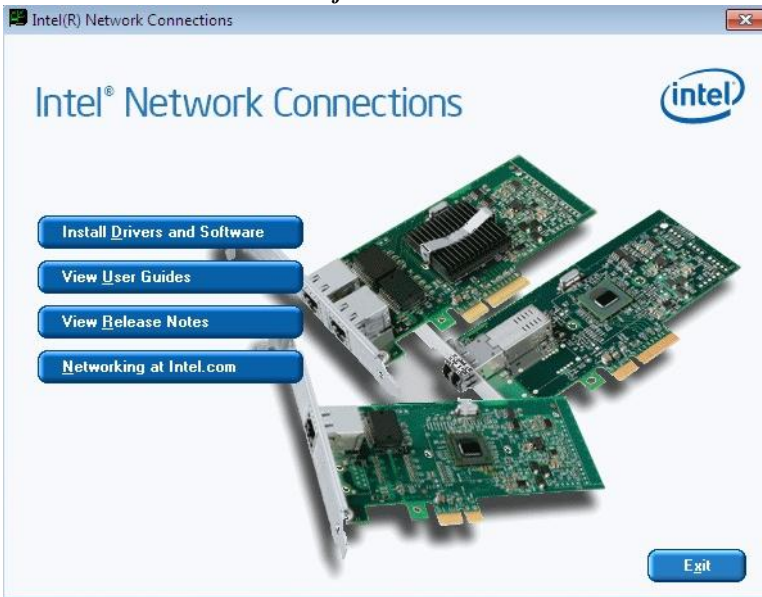 Intel(R) Network Connections
Intel® Network Connections
intel
Install Drivers and Software
View User Guides
View Release Notes
Networking at Intel.com
Exit